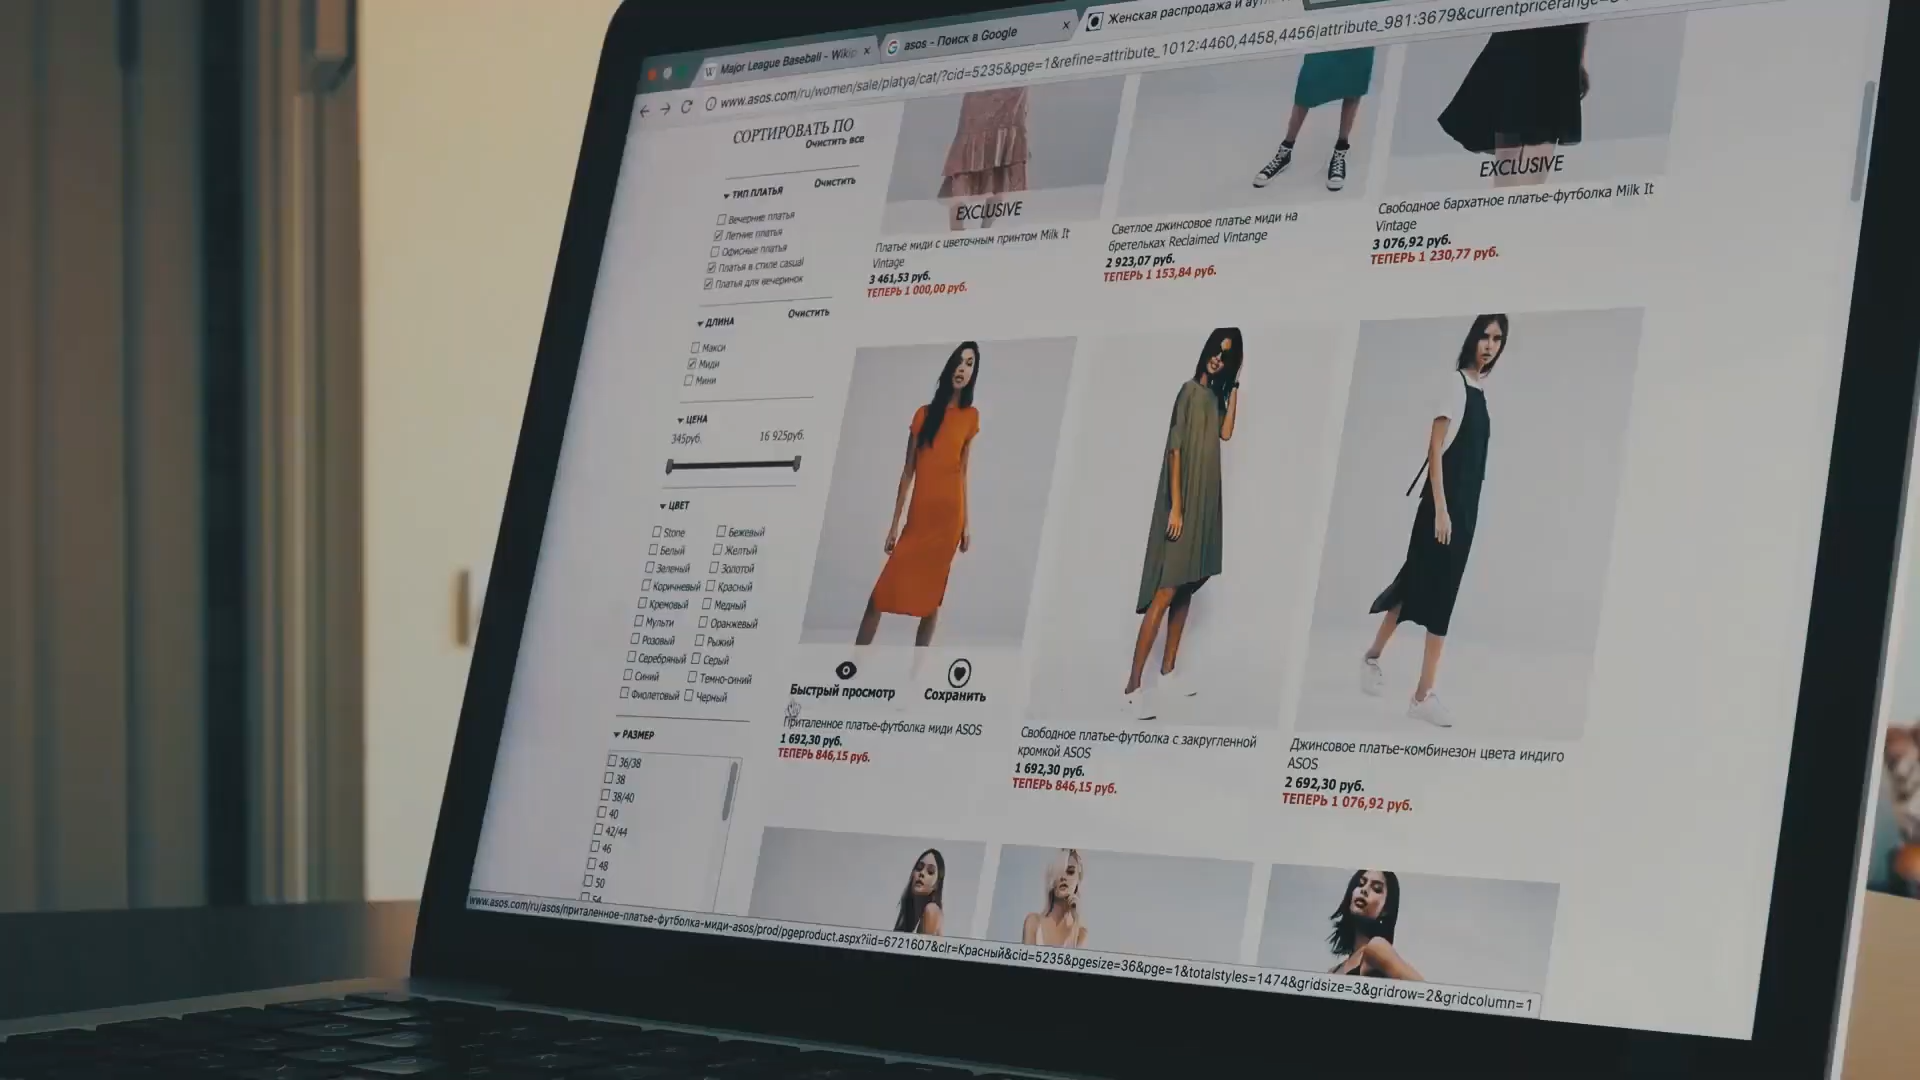 Major League Baseball - Wikip
asos - Поиск в Google
Женская распродажа и аут
www.asos.com/ru/women/sale/platya/cat/?cid=5235&pge=1&refine=attribute_1012:4460,4458,4456|attribute_981:3679&currentpricerange=
СОРТИРОВАТЬ ПО
Очистить все
ТИП ПЛАТЬЯ
Очистить
Вечерние платья
Летние платья
Офисные платья
Платья в стиле casual
Платья для вечеринок
ДЛИНА
Очистить
Макси
Миди
Мини
ЦЕНА
345руб.
16 925руб.
ЦВЕТ
Stone
Бежевый
Белый
Желтый
Зеленый
Золотой
Коричневый
Красный
Кремовый
Медный
Мульти
Оранжевый
Розовый
Рыжий
Серебряный
Серый
Синий
Темно-синий
Фиолетовый
Черный
РАЗМЕР
36/38
38
38/40
40
42/44
46
48
50
54
EXCLUSIVE
Платье миди с цветочным принтом Milk It
Vintage
3 461,53 руб.
ТЕПЕРЬ 1 000,00 руб.
Светлое джинсовое платье миди на
бретельках Reclaimed Vintange
2 923,07 руб.
ТЕПЕРЬ 1 153,84 руб.
EXCLUSIVE
Свободное бархатное платье-футболка Milk It
Vintage
3 076,92 руб.
ТЕПЕРЬ 1 230,77 руб.
Быстрый просмотр
Сохранить
Приталенное платье-футболка миди ASOS
1 692,30 руб.
ТЕПЕРЬ 846,15 руб.
Свободное платье-футболка с закругленной
кромкой ASOS
1 692,30 руб.
ТЕПЕРЬ 846,15 руб.
Джинсовое платье-комбинезон цвета индиго
ASOS
2 692,30 руб.
ТЕПЕРЬ 1 076,92 руб.
www.asos.com/ru/asos/приталенное-платье-футболка-миди-asos/prod/pgeproduct.aspx?iid=6721607&clr=Красный&cid=5235&pgesize=36&pge=1&totalstyles=1474&gridsize=3&gridrow=2&gridcolumn=1